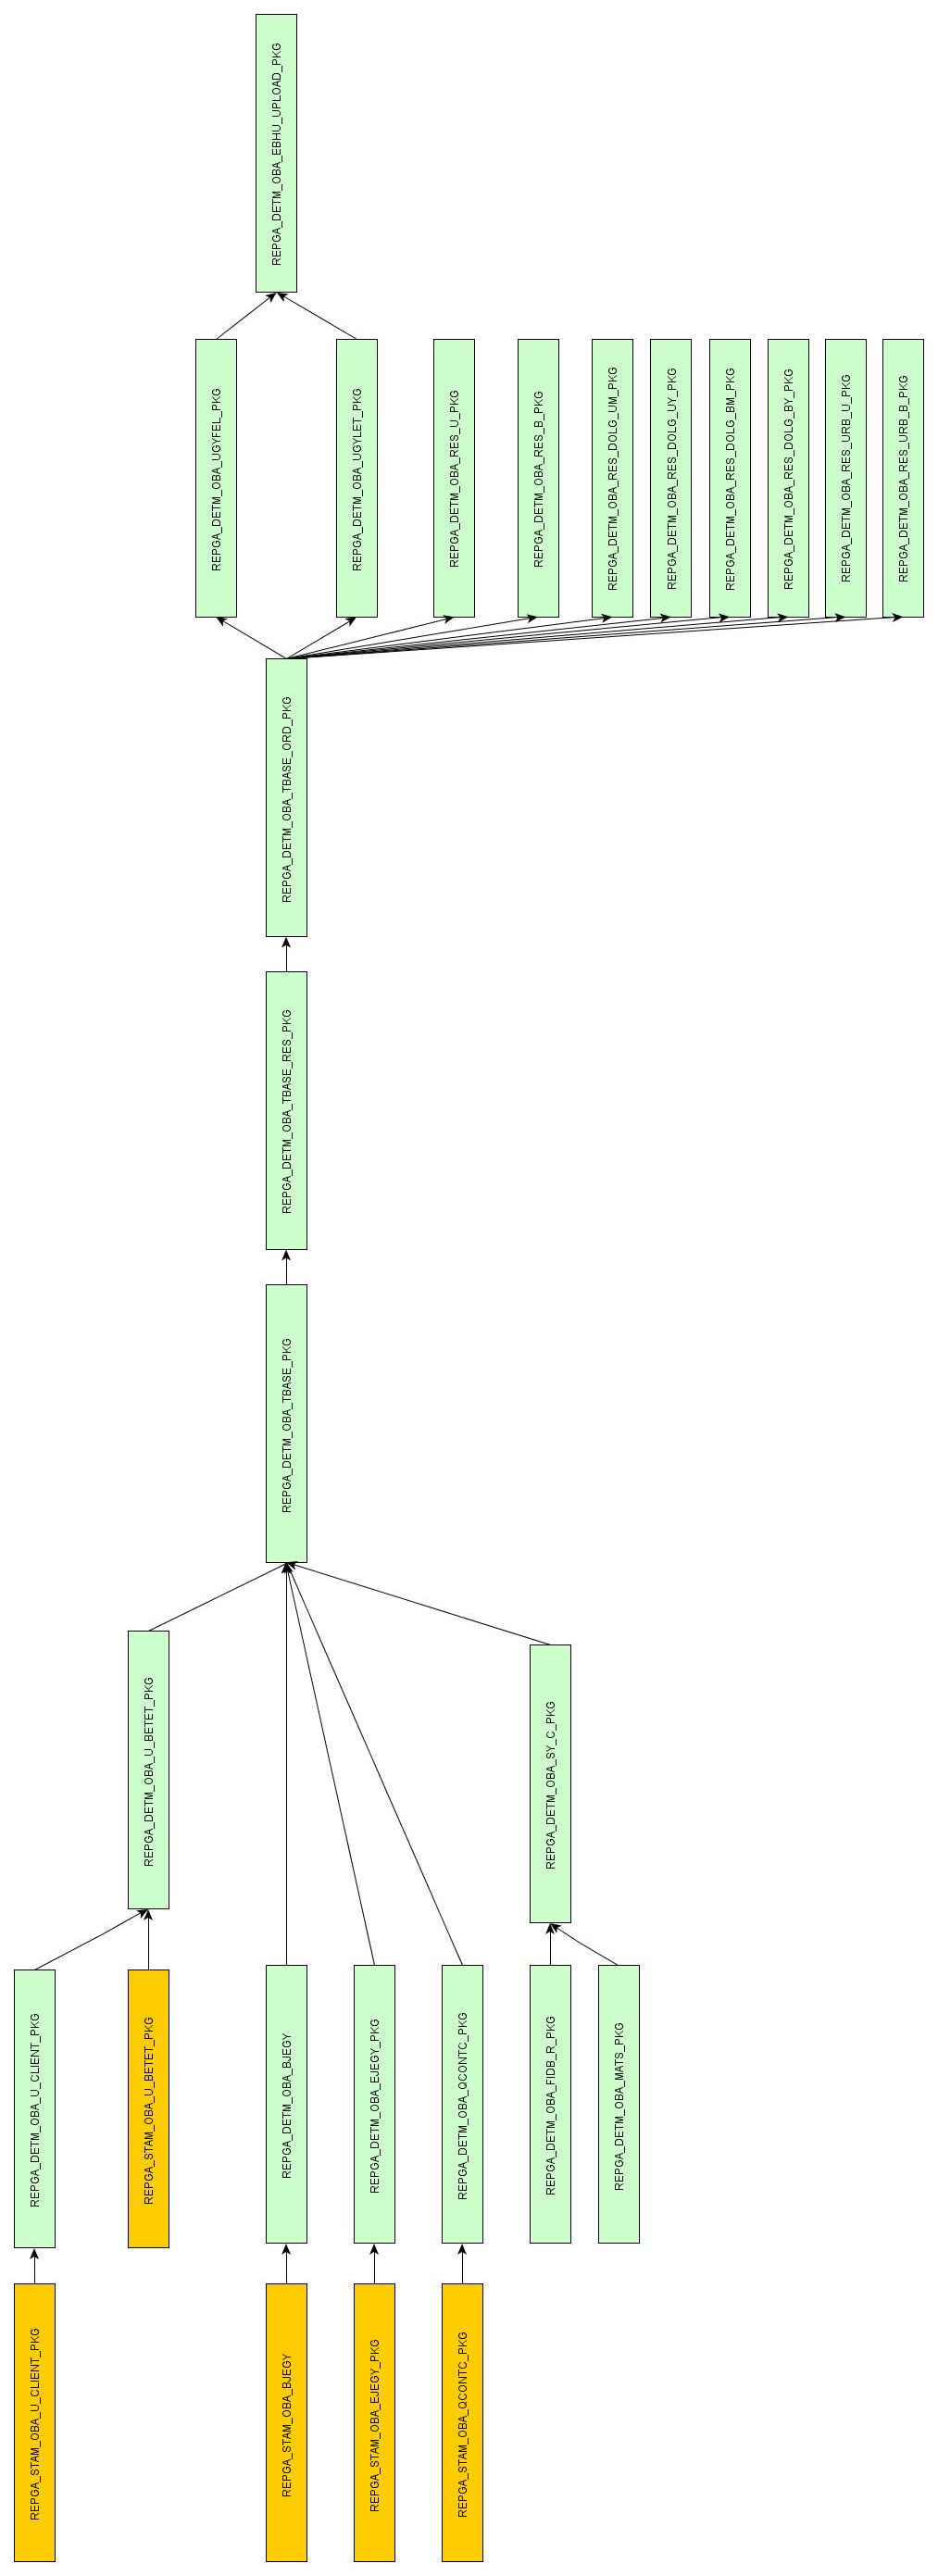 REPGA_DETM_OBA_EBHU_UPLOAD_PKG
REPGA_DETM_OBA_UGYFEL_PKG
REPGA_DETM_OBA_UGYLET_PKG
REPGA_DETM_OBA_RES_U_PKG
REPGA_DETM_OBA_RES_B_PKG
REPGA_DETM_OBA_RES_DOLG_UM_PKG
REPGA_DETM_OBA_RES_DOLG_UY_PKG
REPGA_DETM_OBA_RES_DOLG_BM_PKG
REPGA_DETM_OBA_RES_DOLG_BY_PKG
REPGA_DETM_OBA_RES_URB_U_PKG
REPGA_DETM_OBA_RES_URB_B_PKG
REPGA_DETM_OBA_TBASE_ORD_PKG
REPGA_DETM_OBA_TBASE_RES_PKG
REPGA_DETM_OBA_TBASE_PKG
REPGA_DETM_OBA_U_BETET_PKG
REPGA_DETM_OBA_SY_C_PKG
REPGA_DETM_OBA_U_CLIENT_PKG
REPGA_STAM_OBA_U_BETET_PKG
REPGA_DETM_OBA_BJEGY
REPGA_DETM_OBA_EJEGY_PKG
REPGA_DETM_OBA_QCONTC_PKG
REPGA_DETM_OBA_FIDB_R_PKG
REPGA_DETM_OBA_MATS_PKG
REPGA_STAM_OBA_U_CLIENT_PKG
REPGA_STAM_OBA_BJEGY
REPGA_STAM_OBA_EJEGY_PKG
REPGA_STAM_OBA_QCONTC_PKG